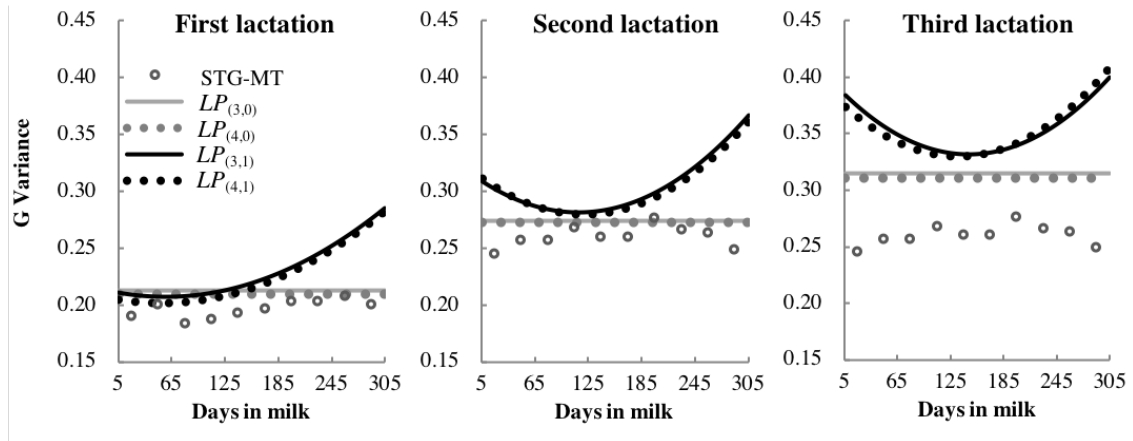 First lactation
0.45
0.40
0.35
0.30
0.25
0.20
0.15
G Variance
STG-MT
LP(3,0)
LP(4,0)
LP(3,1)
LP(4,1)
5 65 125 185 245 305
Days in milk
Second lactation
0.45
0.40
0.35
0.30
0.25
0.20
0.15
5 65 125 185 245 305
Days in milk
Third lactation
0.45
0.40
0.35
0.30
0.25
0.20
0.15
5 65 125 185 245 305
Days in milk